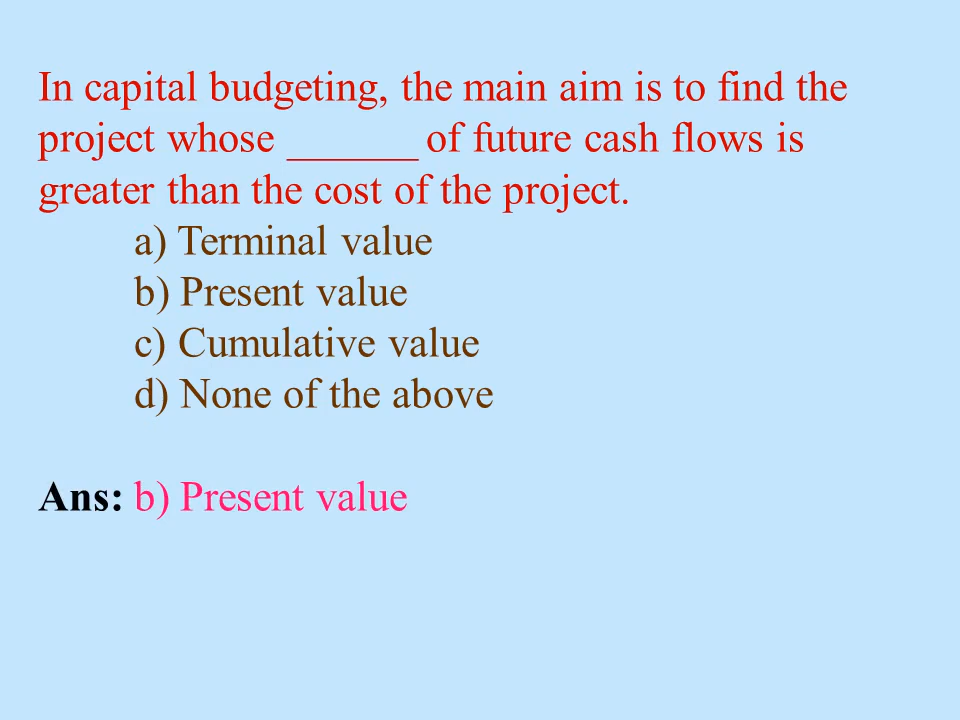 In capital budgeting, the main aim is to find the
project whose ______ of future cash flows is
greater than the cost of the project.
a) Terminal value
b) Present value
c) Cumulative value
d) None of the above
Ans: b) Present value